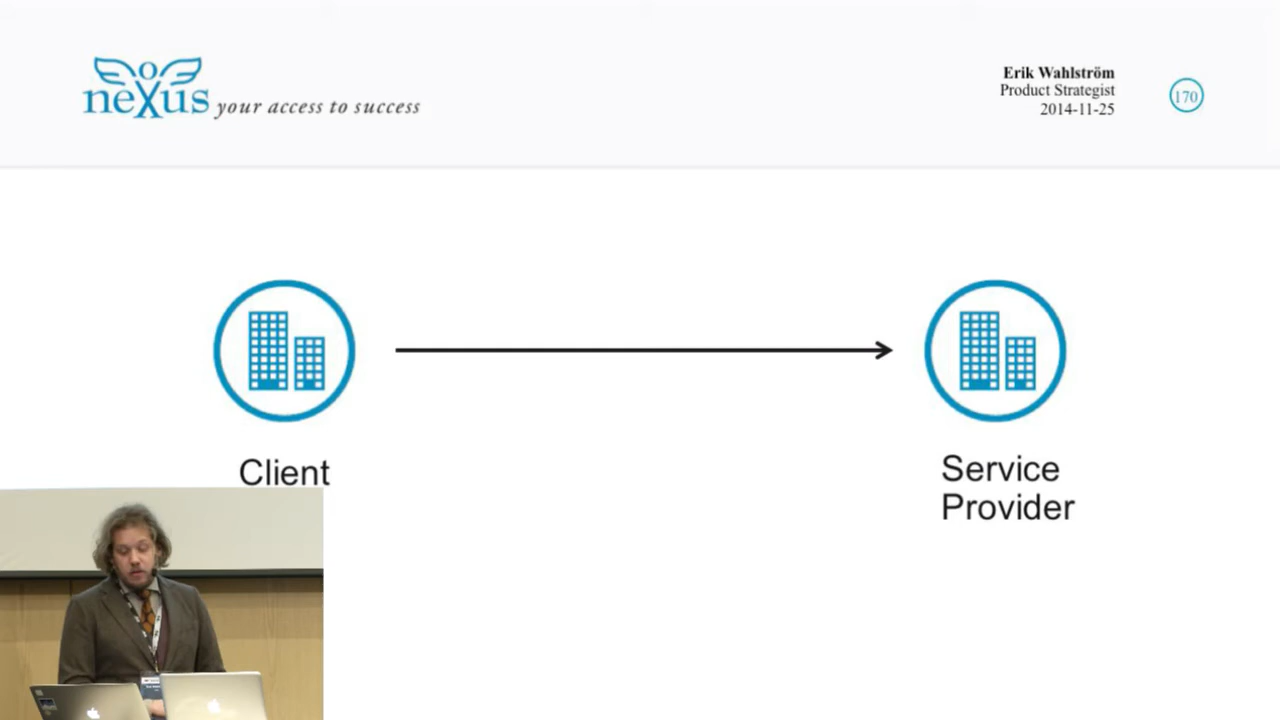 neXus your access to success
Erik Wahlström
Product Strategist
2014-11-25
170
Client
Service
Provider